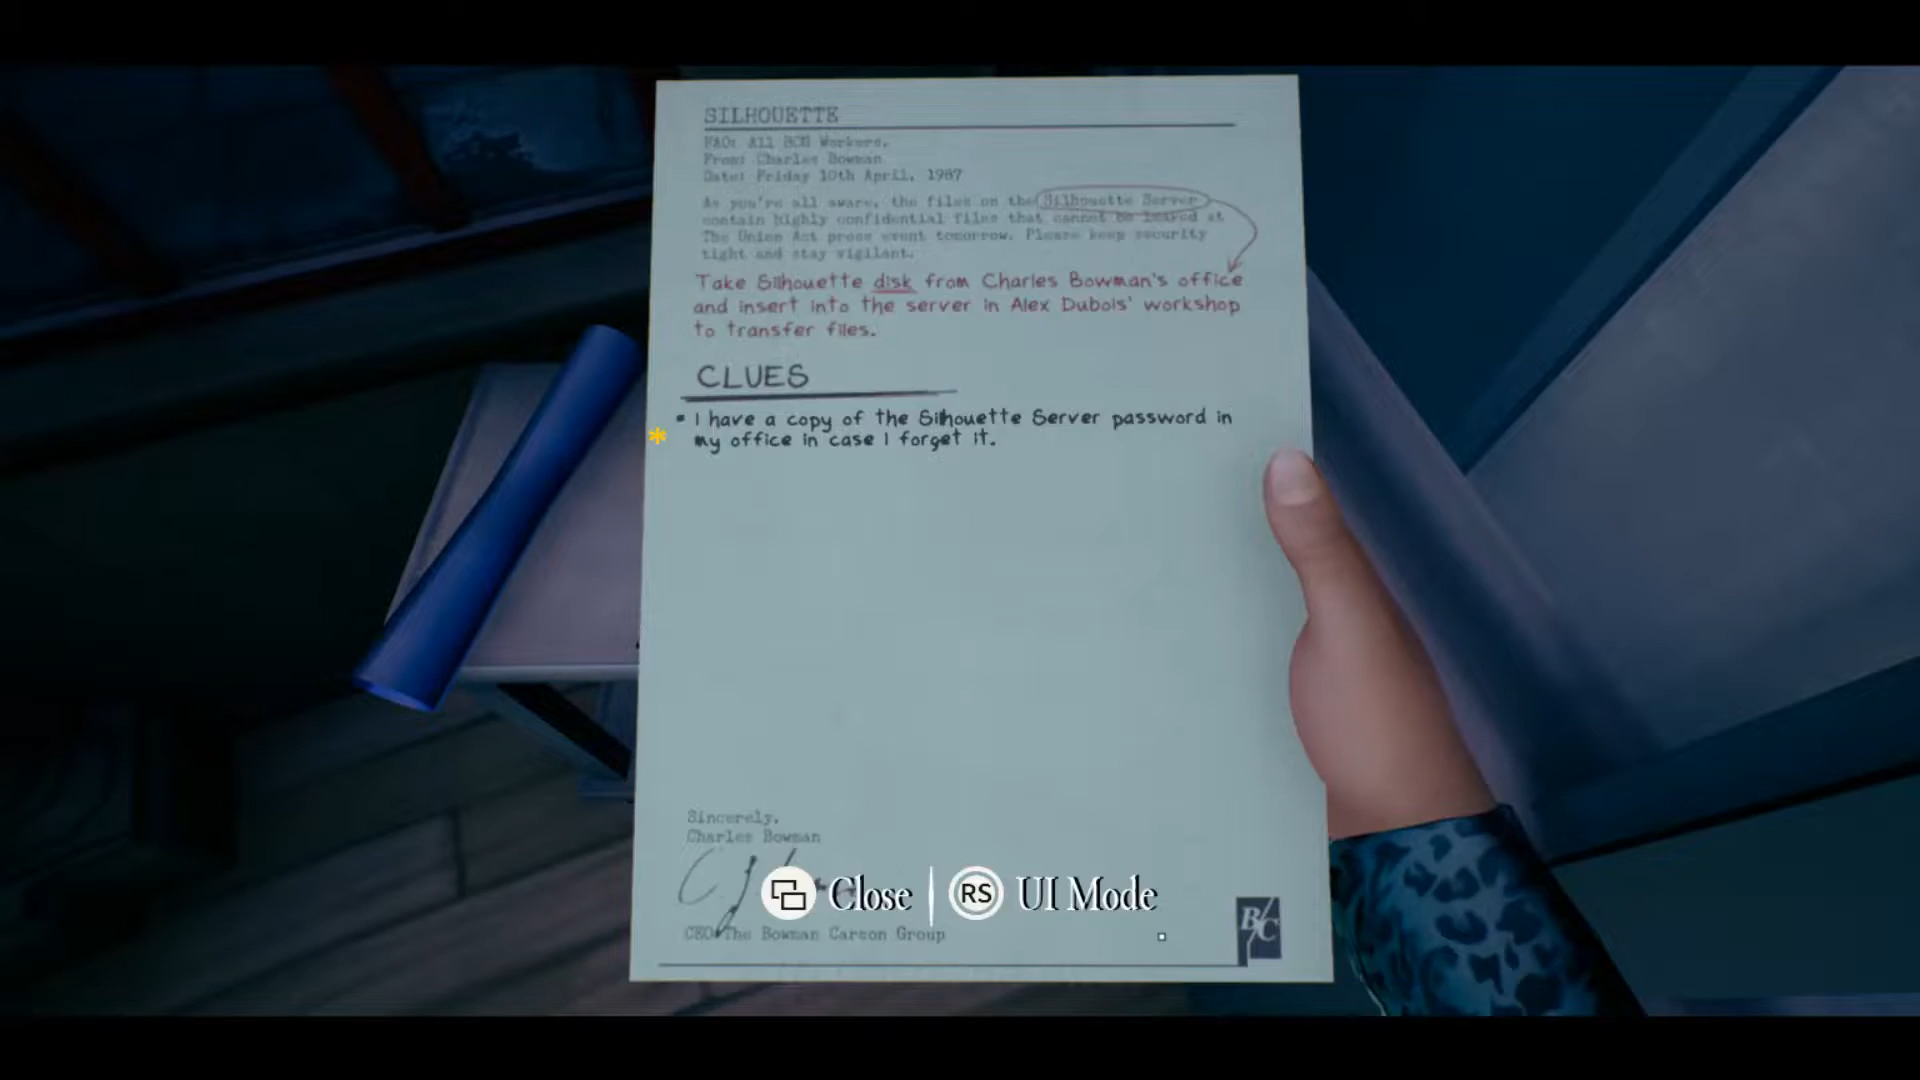 SILHOUETTE
FAO: All BCM Workers.
From: Charles Bowman
Date: Friday 10th April, 1987
As you're all aware, the files on the Silhouette Server
contain highly confidential files that cannot be leaked at
The Union Act press event tomorrow. Please keep security
tight and stay vigilant.
Take Silhouette disk from Charles Bowman's office
and insert into the server in Alex Dubois' workshop
to transfer files.
CLUES
• I have a copy of the Silhouette Server password in
* my office in case I forget it.
Sincerely,
Charles Bowman
Close | RS UI Mode
CEO The Bowman Carson Group
B/C